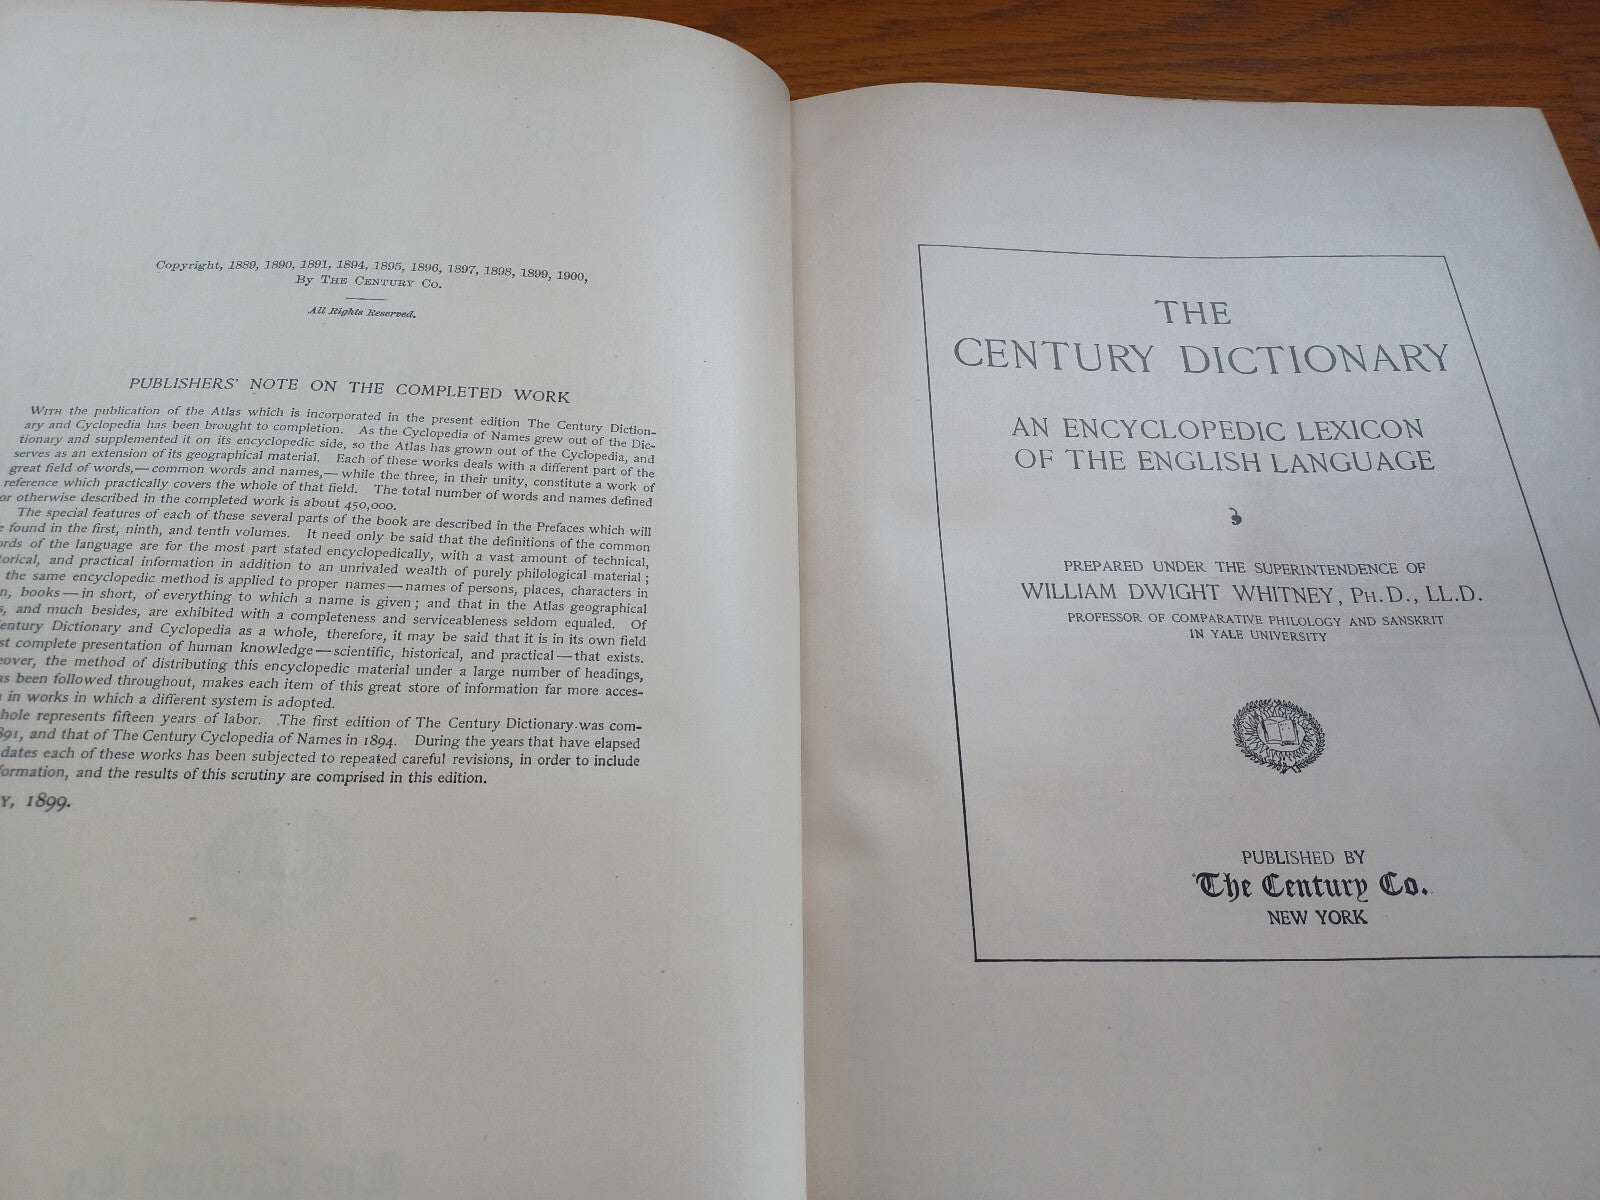 Copyright, 1889, 1890, 1891, 1894, 1895, 1896, 1897, 1898, 1899, 1900,
By The Century Co.
All Rights Reserved.
PUBLISHERS' NOTE ON THE COMPLETED WORK
With the publication of the Atlas which is incorporated in the present edition The Century Diction-
ary and Cyclopedia has been brought to completion. As the Cyclopedia of Names grew out of the Dic-
tionary and supplemented it on its encyclopedic side, so the Atlas has grown out of the Cyclopedia, and
serves as an extension of its geographical material. Each of these works deals with a different part of the
great field of words,—common words and names,—while the three, in their unity, constitute a work of
reference which practically covers the whole of that field. The total number of words and names defined
or otherwise described in the completed work is about 450,000.
The special features of each of these several parts of the book are described in the Prefaces which will
found in the first, ninth, and tenth volumes. It need only be said that the definitions of the common
ords of the language are for the most part stated encyclopedically, with a vast amount of technical,
torical, and practical information in addition to an unrivaled wealth of purely philological material;
the same encyclopedic method is applied to proper names—names of persons, places, characters in
n, books—in short, of everything to which a name is given; and that in the Atlas geographical
s, and much besides, are exhibited with a completeness and serviceableness seldom equaled. Of
entury Dictionary and Cyclopedia as a whole, therefore, it may be said that it is in its own field
st complete presentation of human knowledge—scientific, historical, and practical—that exists.
eover, the method of distributing this encyclopedic material under a large number of headings,
as been followed throughout, makes each item of this great store of information far more acces-
n in works in which a different system is adopted.
hole represents fifteen years of labor. The first edition of The Century Dictionary was com-
891, and that of The Century Cyclopedia of Names in 1894. During the years that have elapsed
dates each of these works has been subjected to repeated careful revisions, in order to include
formation, and the results of this scrutiny are comprised in this edition.
Y, 1899.
THE
CENTURY DICTIONARY
AN ENCYCLOPEDIC LEXICON
OF THE ENGLISH LANGUAGE
PREPARED UNDER THE SUPERINTENDENCE OF
WILLIAM DWIGHT WHITNEY, Ph.D., LL.D.
PROFESSOR OF COMPARATIVE PHILOLOGY AND SANSKRIT
IN YALE UNIVERSITY
PUBLISHED BY
The Century Co.
NEW YORK